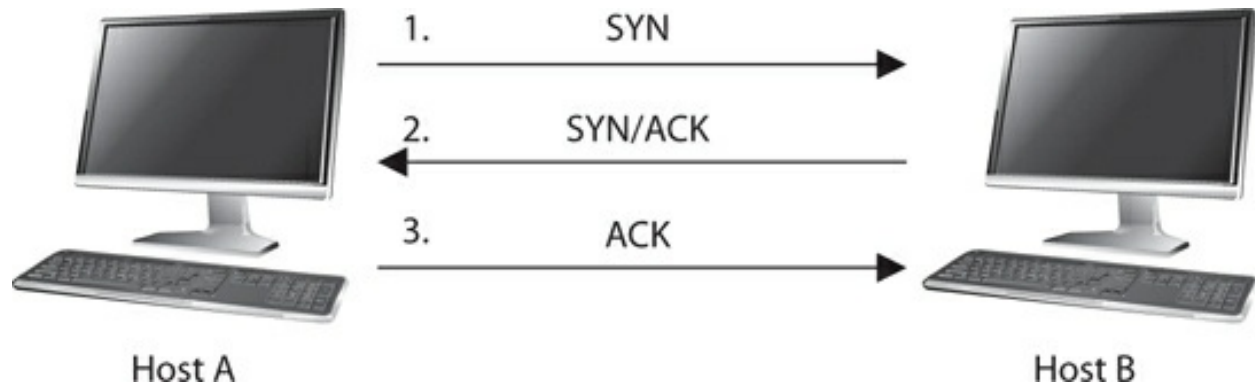 1. SYN
2. SYN/ACK
3. ACK
Host A
Host B